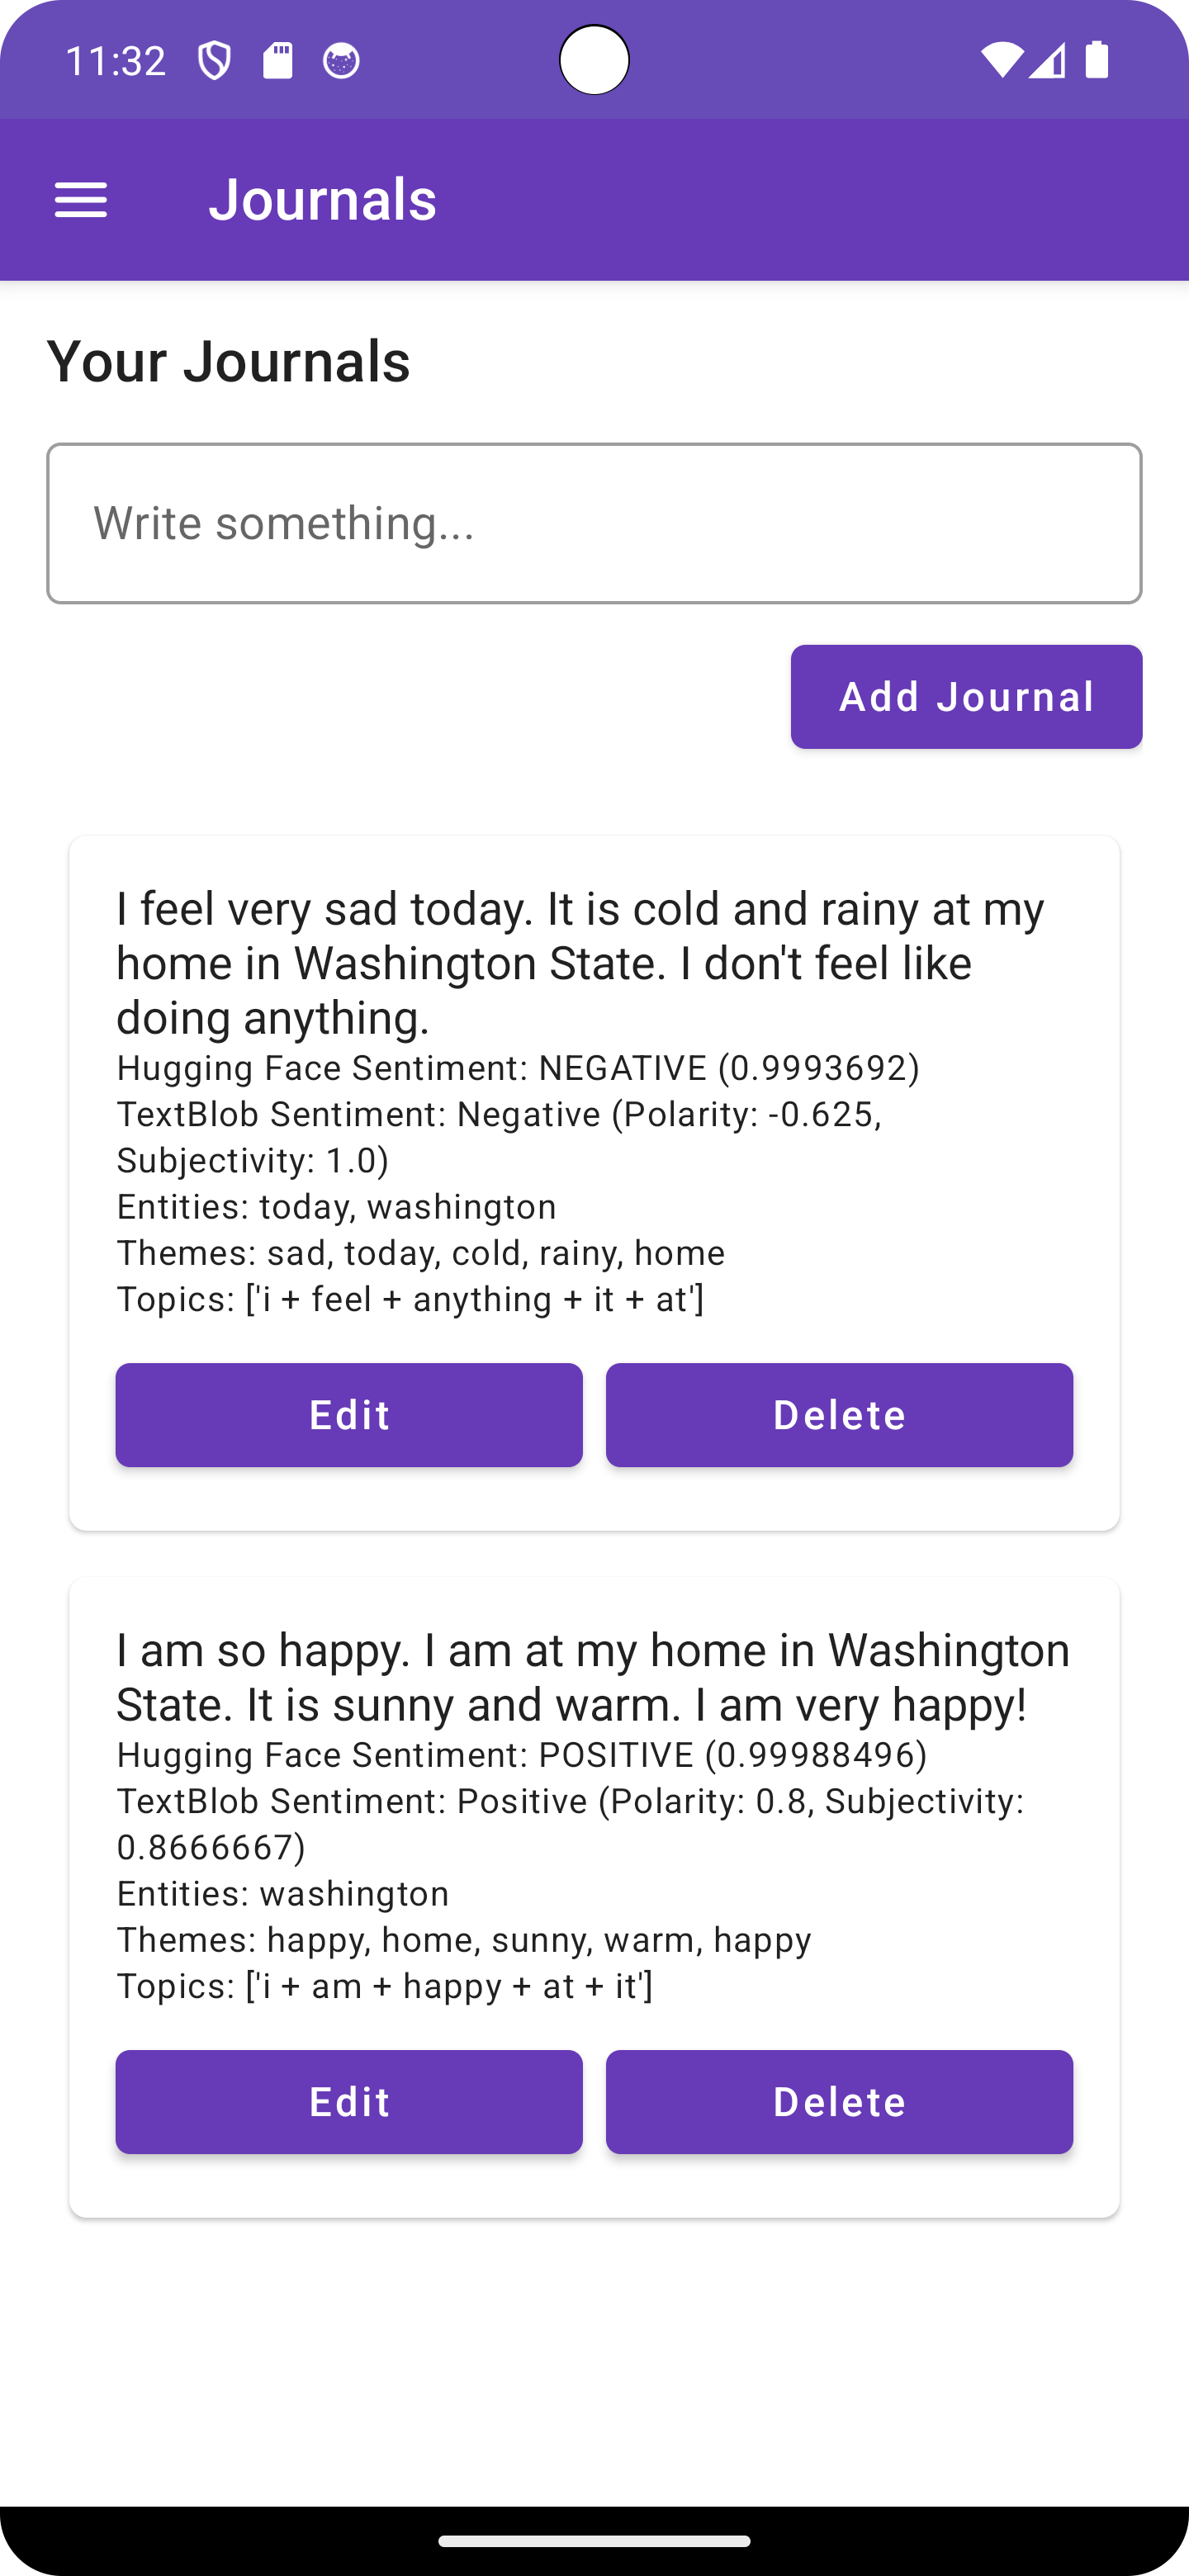 11:32
Journals
Your Journals
Write something...
Add Journal
I feel very sad today. It is cold and rainy at my
home in Washington State. I don't feel like
doing anything.
Hugging Face Sentiment: NEGATIVE (0.9993692)
TextBlob Sentiment: Negative (Polarity: -0.625,
Subjectivity: 1.0)
Entities: today, washington
Themes: sad, today, cold, rainy, home
Topics: ['i + feel + anything + it + at']
Edit
Delete
I am so happy. I am at my home in Washington
State. It is sunny and warm. I am very happy!
Hugging Face Sentiment: POSITIVE (0.99988496)
TextBlob Sentiment: Positive (Polarity: 0.8, Subjectivity:
0.8666667)
Entities: washington
Themes: happy, home, sunny, warm, happy
Topics: ['i + am + happy + at + it']
Edit
Delete